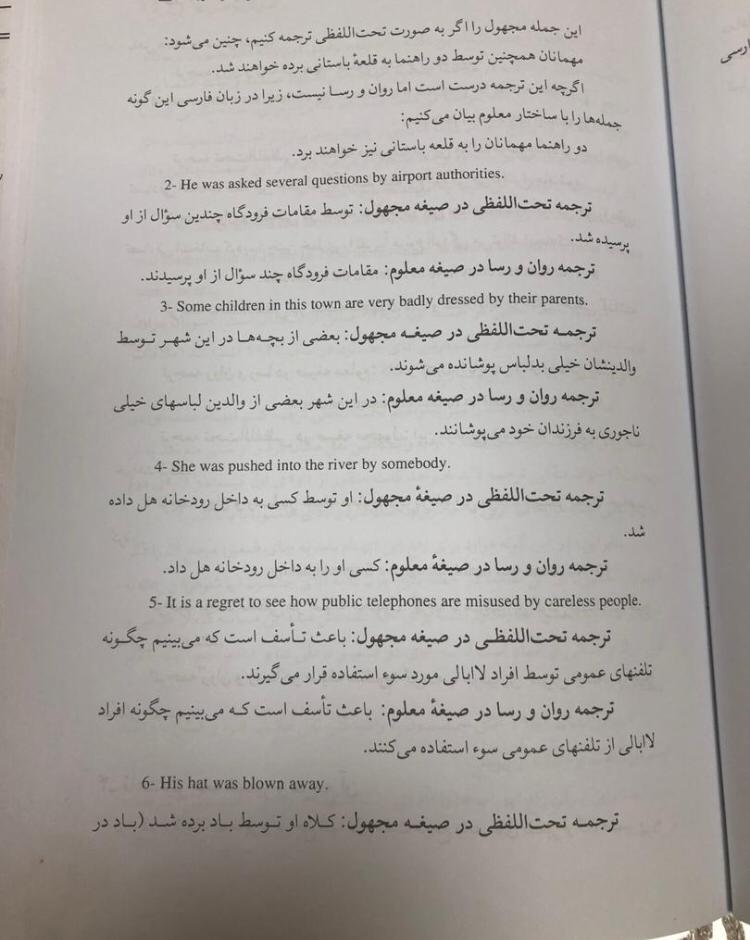 این جمله مجهول را اگر به صورت تحت‌اللفظی ترجمه کنیم، چنین می‌شود:
مهمانان همچنین توسط دو راهنما به قلعهٔ باستانی برده خواهند شد.
اگرچه این ترجمه درست است اما روان و رسا نیست، زیرا در زبان فارسی این گونه
جمله‌ها را با ساختار معلوم بیان می‌کنیم:
دو راهنما مهمانان را به قلعه باستانی نیز خواهند برد.
2- He was asked several questions by airport authorities.
ترجمه تحت‌اللفظی در صیغه مجهول: توسط مقامات فرودگاه چندین سؤال از او
پرسیده شد.
ترجمه روان و رسا در صیغه معلوم: مقامات فرودگاه چند سؤال از او پرسیدند.
3- Some children in this town are very badly dressed by their parents.
ترجمه تحت‌اللفظی در صیغه مجهول: بعضی از بچه‌ها در این شهر توسط
والدینشان خیلی بدلباس پوشانده می‌شوند.
ترجمه روان و رسا در صیغه معلوم: در این شهر بعضی از والدین لباسهای خیلی
ناجوری به فرزندان خود می‌پوشانند.
4- She was pushed into the river by somebody.
ترجمه تحت‌اللفظی در صیغهٔ مجهول: او توسط کسی به داخل رودخانه هل داده
شد.
ترجمه روان و رسا در صیغهٔ معلوم: کسی او را به داخل رودخانه هل داد.
5- It is a regret to see how public telephones are misused by careless people.
ترجمه تحت‌اللفظی در صیغهٔ مجهول: باعث تأسف است که می‌بینیم چگونه
تلفنهای عمومی توسط افراد لاابالی مورد سوء استفاده قرار می‌گیرند.
ترجمه روان و رسا در صیغهٔ معلوم: باعث تأسف است که می‌بینیم چگونه افراد
لاابالی از تلفنهای عمومی سوء استفاده می‌کنند.
6- His hat was blown away.
ترجمه تحت‌اللفظی در صیغه مجهول: کلاه او توسط باد برده شد (باد در